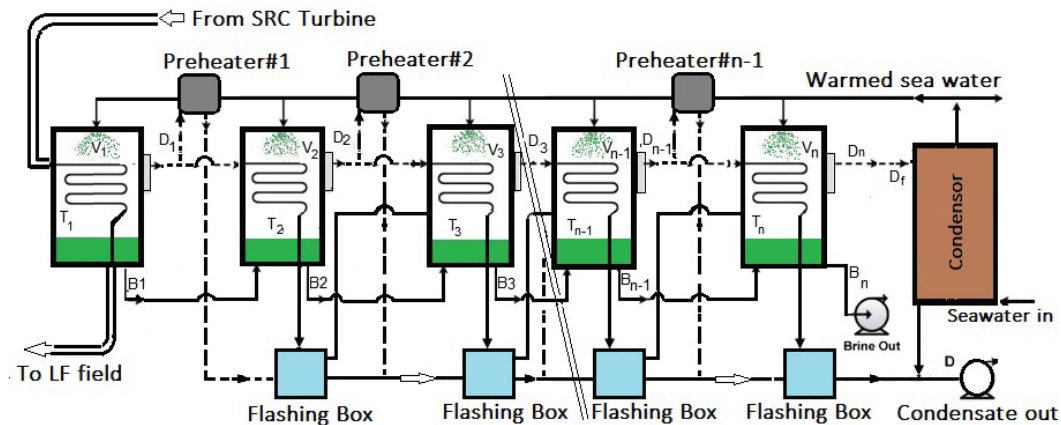 From SRC Turbine
Preheater#1
Preheater#2
Preheater#n-1
Warmed sea water
V1
D1
V2
D2
V3
D3
Vn-1
Dn-1
Vn
Dn
Df
T1
T2
T3
Tn-1
Tn
Condensor
B1
B2
B3
Bn-1
Bn
Seawater in
Brine Out
To LF field
D
Flashing Box
Flashing Box
Flashing Box
Flashing Box
Condensate out